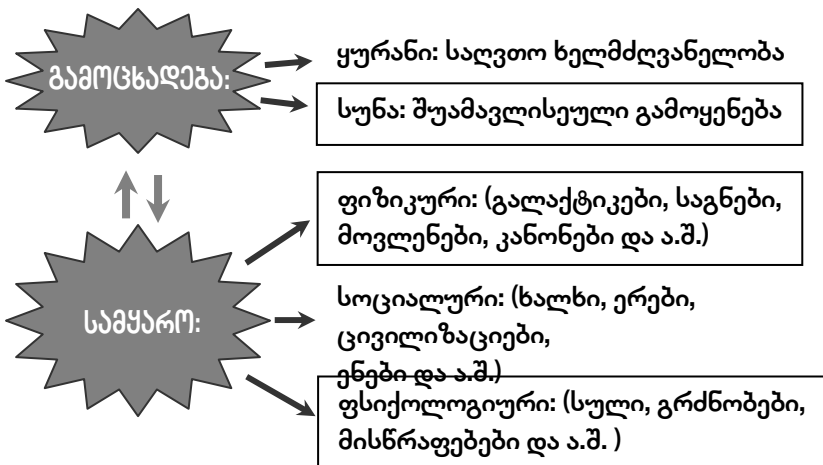 გამოცხადება:
ყურანი: საღვთო ხელმძღვანელობა
სუნა: შუამავლისეული გამოყენება
სამყარო:
ფიზიკური: (გალაქტიკები, საგნები,
მოვლენები, კანონები და ა.შ.)
სოციალური: (ხალხი, ერები,
ცივილიზაციები,
ენები და ა.შ.)
ფსიქოლოგიური: (სული, გრძნობები,
მისწრაფებები და ა.შ. )